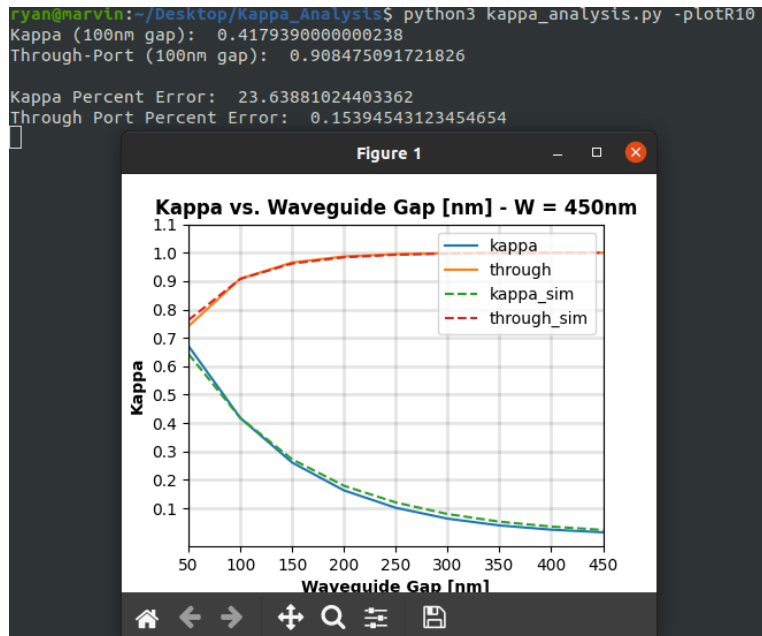 ryan@marvin:~/Desktop/Kappa_Analysis$ python3 kappa_analysis.py -plotR10
Kappa (100nm gap):  0.4179390000000238
Through-Port (100nm gap):  0.908475091721826
Kappa Percent Error:  23.63881024403362
Through Port Percent Error:  0.15394543123454654
Figure 1
Kappa vs. Waveguide Gap [nm] - W = 450nm
1.1
1.0
0.9
0.8
0.7
0.6
0.5
0.4
0.3
0.2
0.1
Kappa
kappa
through
kappa_sim
through_sim
50 100 150 200 250 300 350 400 450
Waveguide Gap [nm]